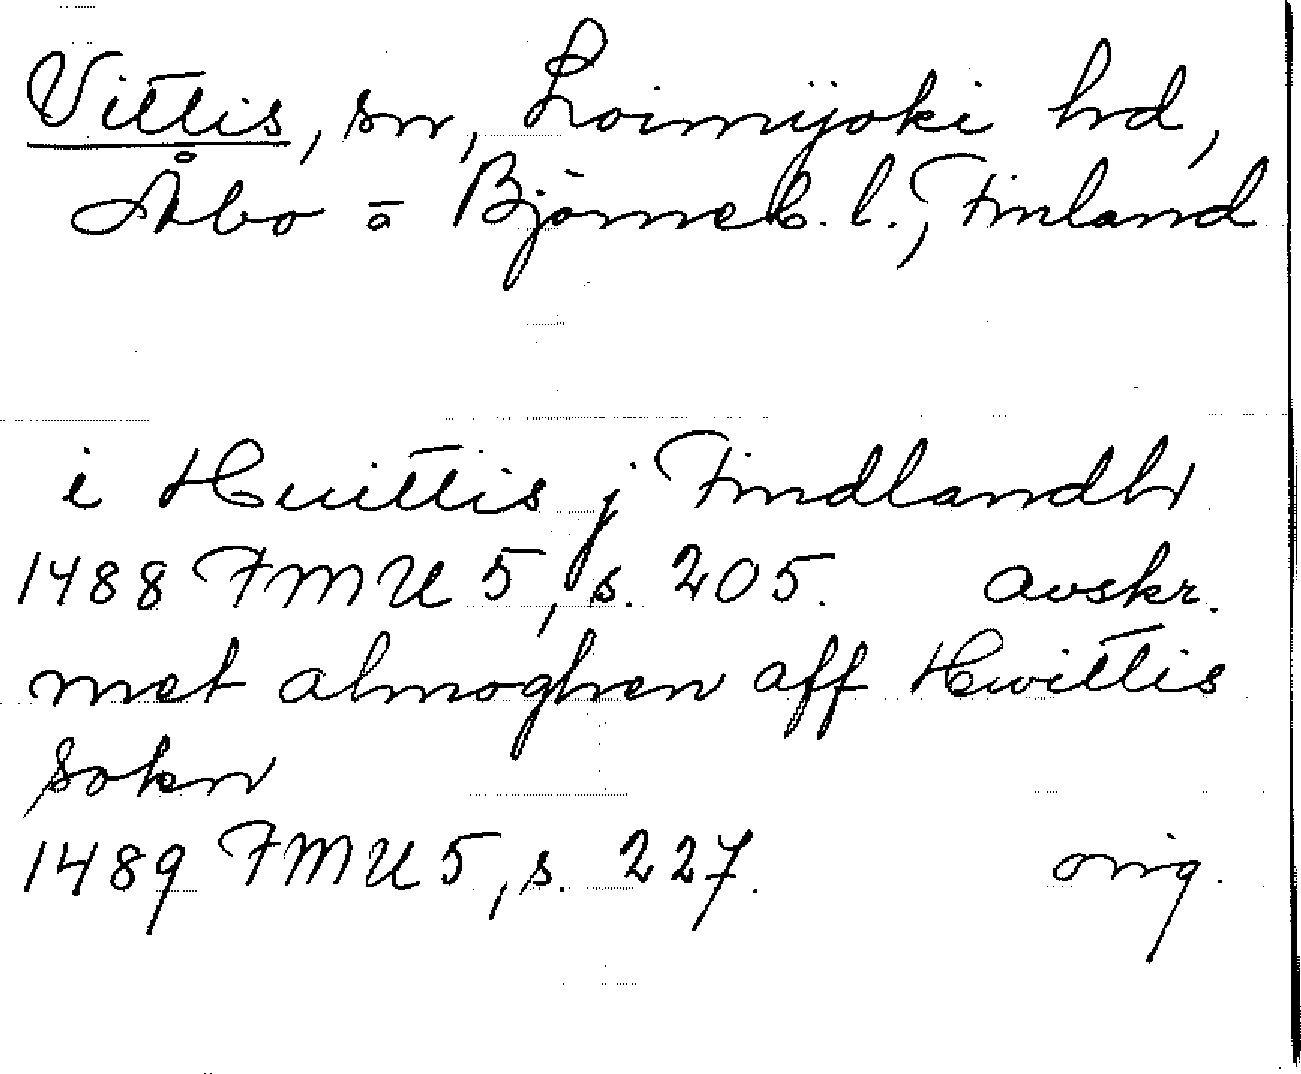 Vittis, sn, Loimijoki hd,
Åbo o Björneb. l., Finland
i Huittis j Findlandh
1488 FMU 5, s. 205. avskr.
met almoghen aff Hwittis
sokn
1489 FMU 5, s. 227. orig.